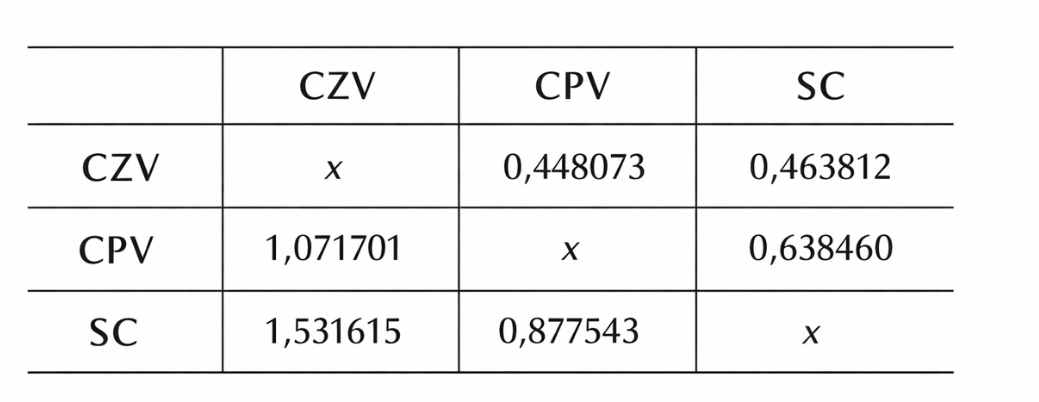 CZV CPV SC
CZV x 0,448073 0,463812
CPV 1,071701 x 0,638460
SC 1,531615 0,877543 x